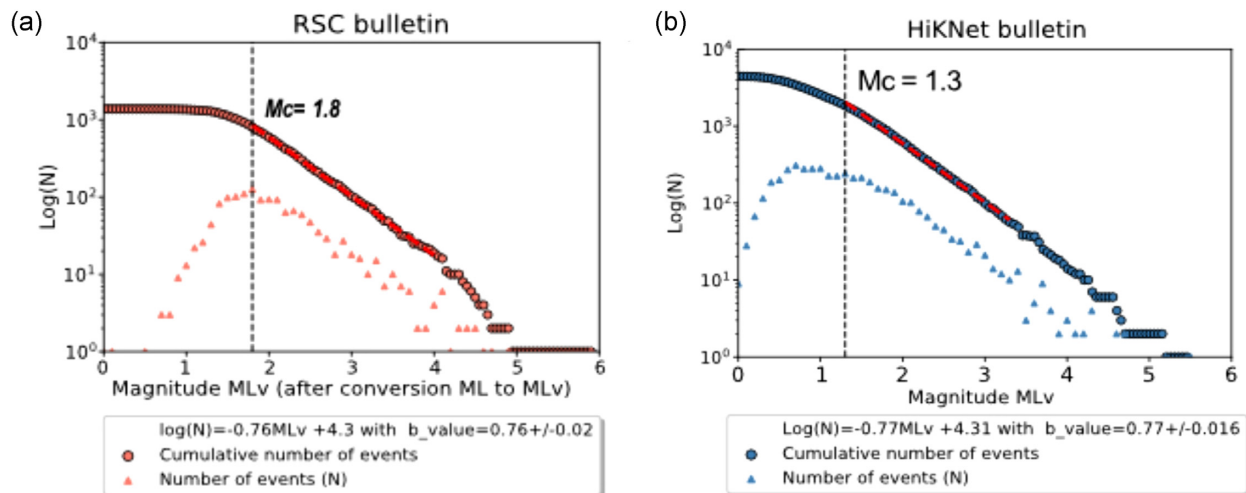 (a)
RSC bulletin
10^4
10^3
10^2
10^1
10^0
Log(N)
Mc= 1.8
0 1 2 3 4 5 6
Magnitude MLv (after conversion ML to MLv)
log(N)=-0.76MLv +4.3 with b_value=0.76+/-0.02
Cumulative number of events
Number of events (N)
(b)
HiKNet bulletin
10^4
10^3
10^2
10^1
10^0
Log(N)
Mc = 1.3
0 1 2 3 4 5 6
Magnitude MLv
Log(N)=-0.77MLv +4.31 with b_value=0.77+/-0.016
Cumulative number of events
Number of events (N)